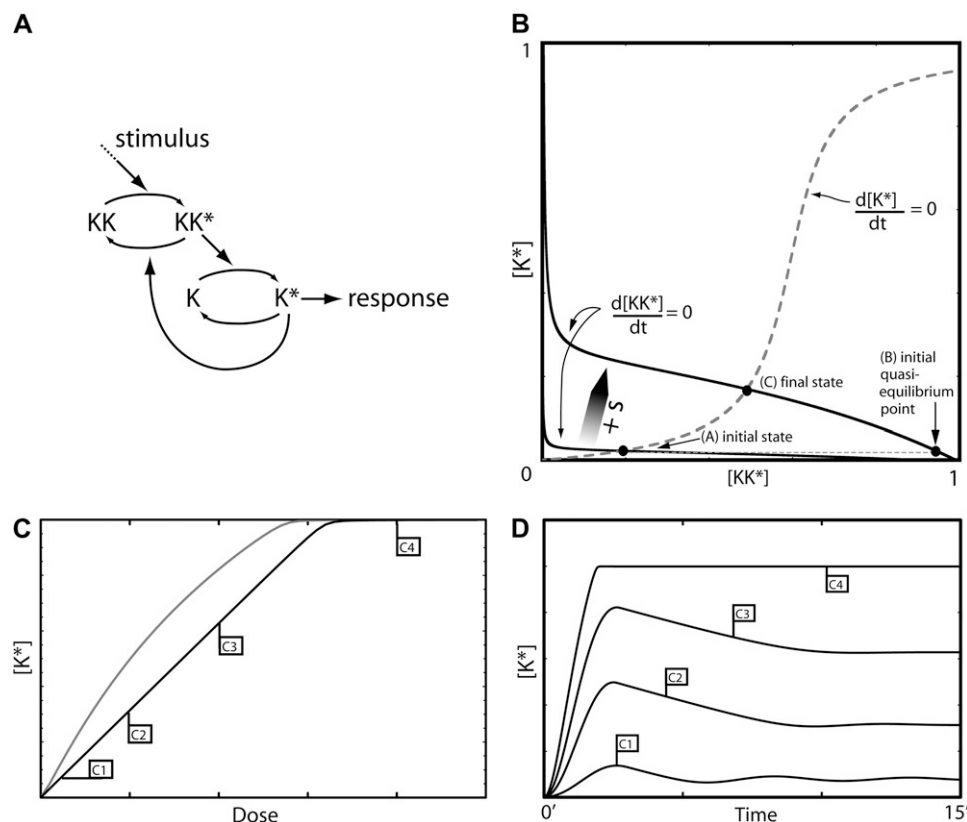 A
stimulus
KK
KK*
K
K*
response
B
1
[K*]
0
[KK*]
1
d[K*]
dt
= 0
d[KK*]
dt
= 0
+ s
(A) initial state
(C) final state
(B) initial
quasi-
equilibrium
point
C
[K*]
Dose
C1
C2
C3
C4
D
[K*]
0'
Time
15'
C4
C3
C2
C1